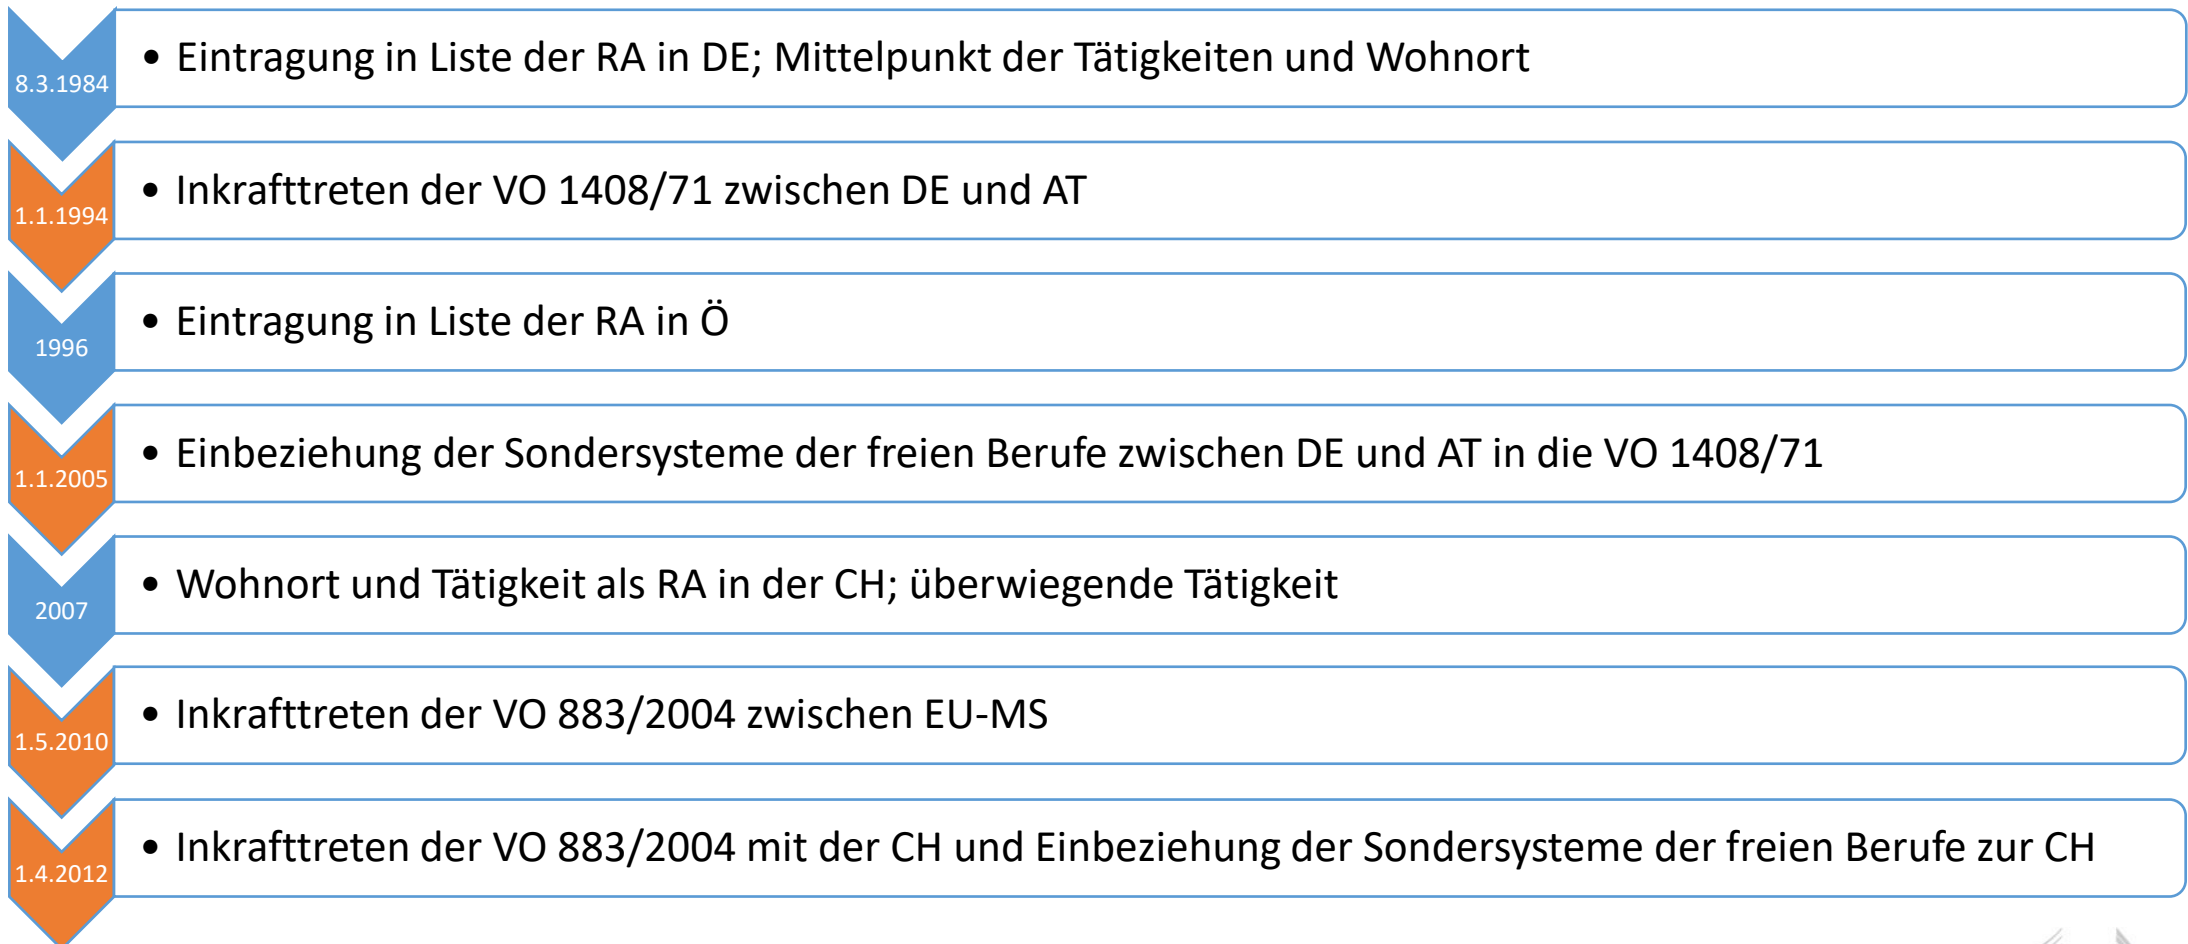 8.3.1984
• Eintragung in Liste der RA in DE; Mittelpunkt der Tätigkeiten und Wohnort
1.1.1994
• Inkrafttreten der VO 1408/71 zwischen DE und AT
1996
• Eintragung in Liste der RA in Ö
1.1.2005
• Einbeziehung der Sondersysteme der freien Berufe zwischen DE und AT in die VO 1408/71
2007
• Wohnort und Tätigkeit als RA in der CH; überwiegende Tätigkeit
1.5.2010
• Inkrafttreten der VO 883/2004 zwischen EU-MS
1.4.2012
• Inkrafttreten der VO 883/2004 mit der CH und Einbeziehung der Sondersysteme der freien Berufe zur CH